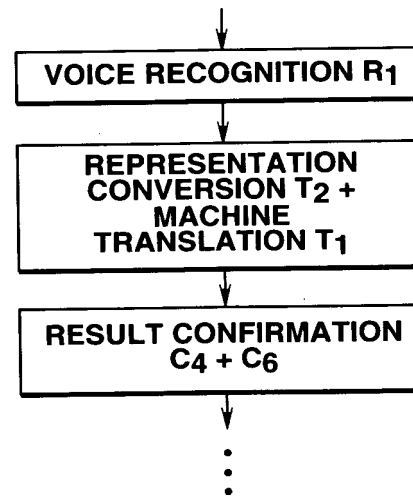 VOICE RECOGNITION R1
REPRESENTATION
CONVERSION T2 +
MACHINE
TRANSLATION T1
RESULT CONFIRMATION
C4 + C6